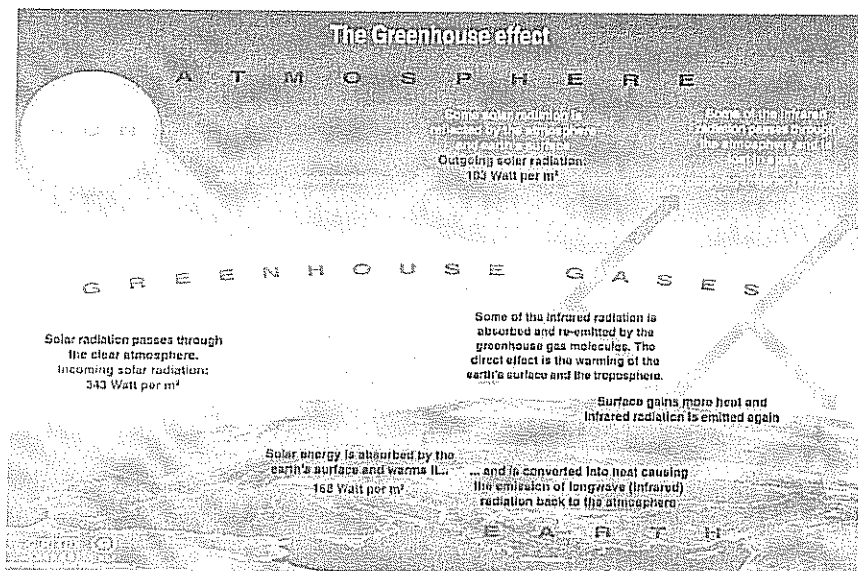 The Greenhouse effect
ATMOSPHERE
SUN
Some solar radiation is
reflected by the atmosphere
and earth's surface
Outgoing solar radiation:
103 Watt per m²
Some of the infrared
radiation passes through
the atmosphere and is
GREENHOUSE GASES
Solar radiation passes through
the clear atmosphere.
Incoming solar radiation:
343 Watt per m²
Some of the infrared radiation is
absorbed and re-emitted by the
greenhouse gas molecules. The
direct effect is the warming of the
earth's surface and the troposphere.
Surface gains more heat and
infrared radiation is emitted again
Solar energy is absorbed by the
earth's surface and warms it...
168 Watt per m²
... and is converted into heat causing
the emission of longwave (infrared)
radiation back to the atmosphere
EARTH